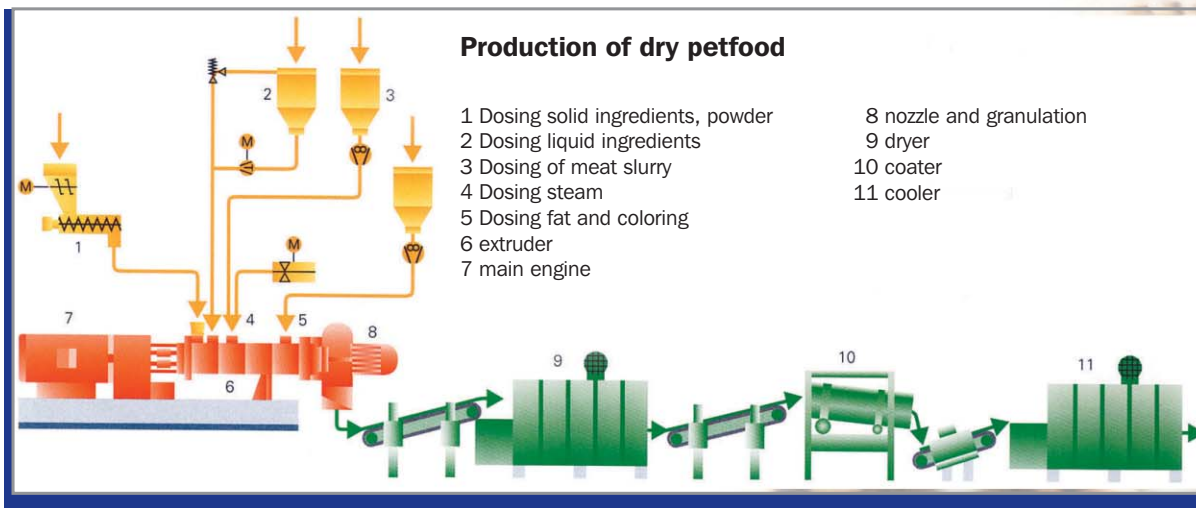 Production of dry petfood
1 Dosing solid ingredients, powder
2 Dosing liquid ingredients
3 Dosing of meat slurry
4 Dosing steam
5 Dosing fat and coloring
6 extruder
7 main engine
8 nozzle and granulation
9 dryer
10 coater
11 cooler
2
3
M
M
1
M
7
4
5
8
6
9
10
11